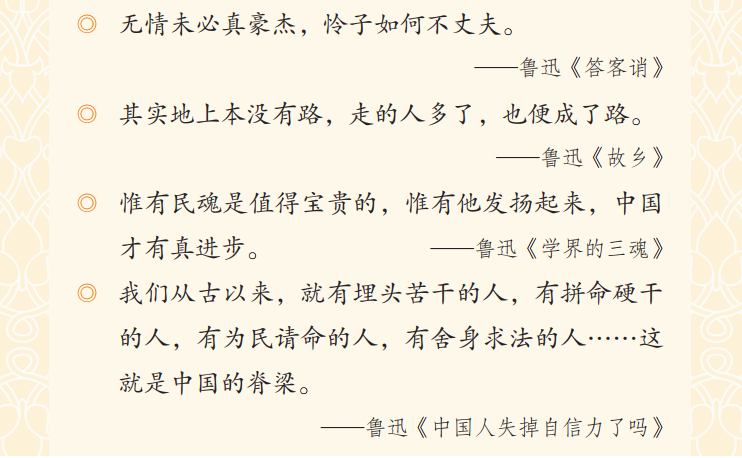 ◎ 无情未必真豪杰，怜子如何不丈夫。
——鲁迅《答客诮》
◎ 其实地上本没有路，走的人多了，也便成了路。
——鲁迅《故乡》
◎ 惟有民魂是值得宝贵的，惟有他发扬起来，中国
才有真进步。 ——鲁迅《学界的三魂》
◎ 我们从古以来，就有埋头苦干的人，有拼命硬干
的人，有为民请命的人，有舍身求法的人……这
就是中国的脊梁。
——鲁迅《中国人失掉自信力了吗》